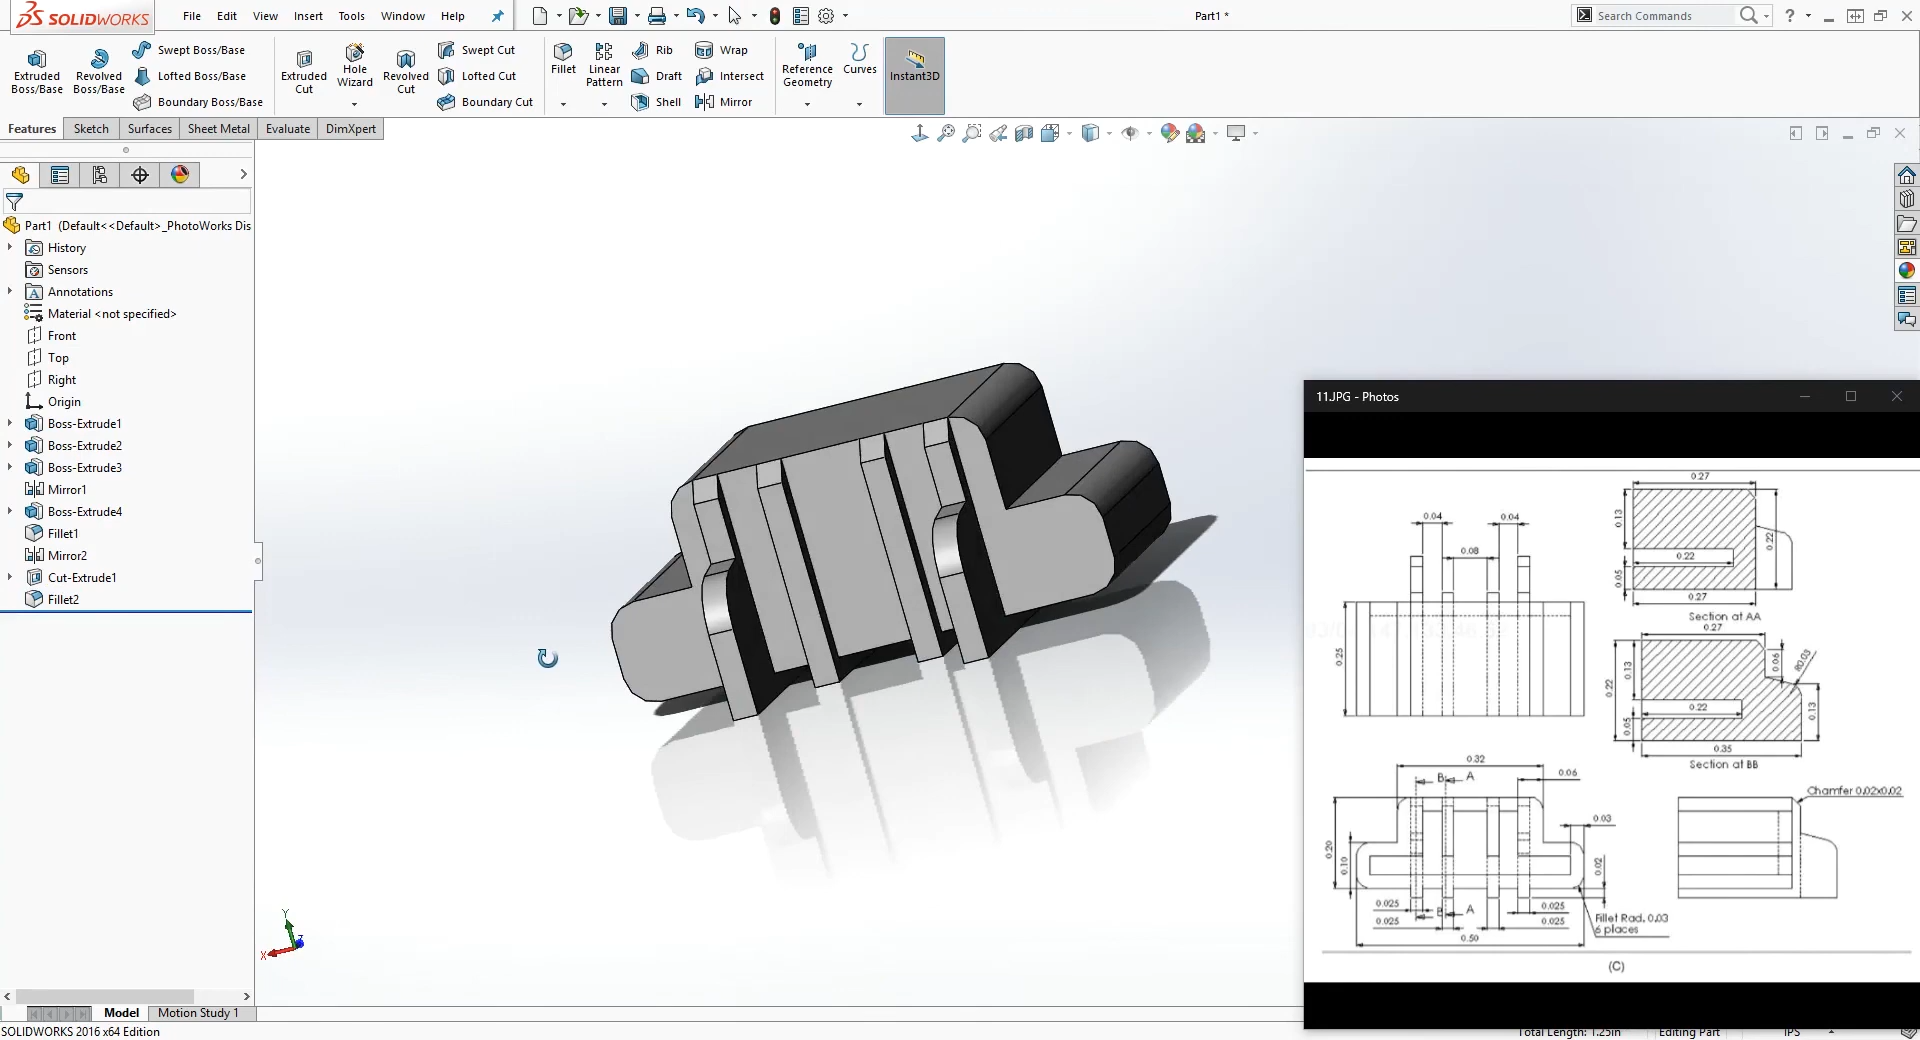 SOLIDWORKS
File Edit View Insert Tools Window Help
Part1 *
Search Commands
Extruded Boss/Base
Revolved Boss/Base
Swept Boss/Base
Lofted Boss/Base
Boundary Boss/Base
Extruded Cut
Hole Wizard
Revolved Cut
Swept Cut
Lofted Cut
Boundary Cut
Fillet
Linear Pattern
Rib
Draft
Shell
Wrap
Intersect
Mirror
Reference Geometry
Curves
Instant3D
Features Sketch Surfaces Sheet Metal Evaluate DimXpert
Part1 (Default<<Default>_PhotoWorks Dis
History
Sensors
Annotations
Material <not specified>
Front
Top
Right
Origin
Boss-Extrude1
Boss-Extrude2
Boss-Extrude3
Mirror1
Boss-Extrude4
Fillet1
Mirror2
Cut-Extrude1
Fillet2
Y
X
Z
11.JPG - Photos
0.04
0.04
0.08
0.25
0.27
0.13
0.22
0.22
0.05
0.27
Section at AA
0.27
0.13
0.06
R0.03
0.22
0.22
0.05
0.13
0.35
Section at BB
0.32
B A
0.06
0.03
0.20
0.10
0.02
0.025
0.025
B A
0.025
0.025
0.50
Fillet Rad. 0.03
6 places
Chamfer 0.02x0.02
(C)
Model Motion Study 1
SOLIDWORKS 2016 x64 Edition
Total Length: 1.25in Editing Part IPS